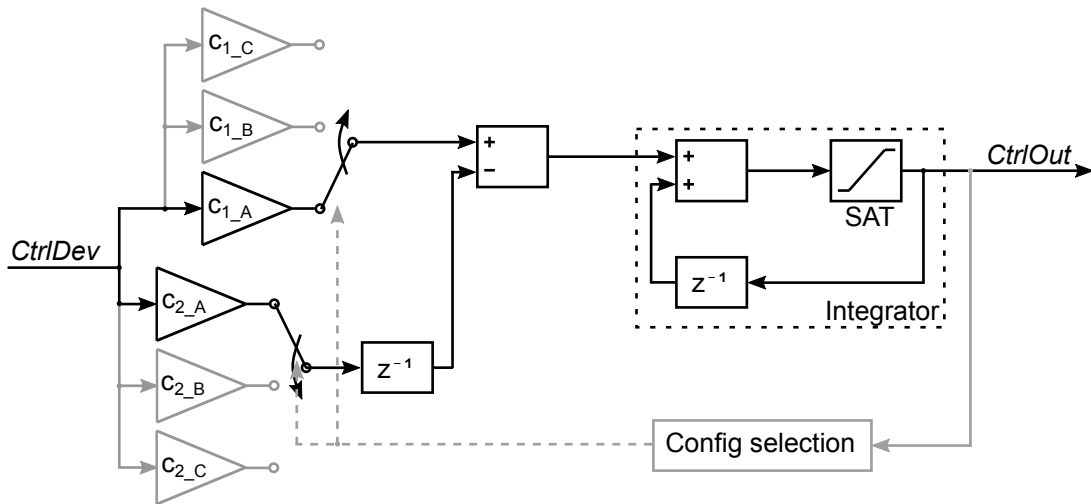 C1_C
C1_B
C1_A
CtrlDev
C2_A
C2_B
C2_C
z⁻¹
+
−
+
+
SAT
z⁻¹
Integrator
CtrlOut
Config selection